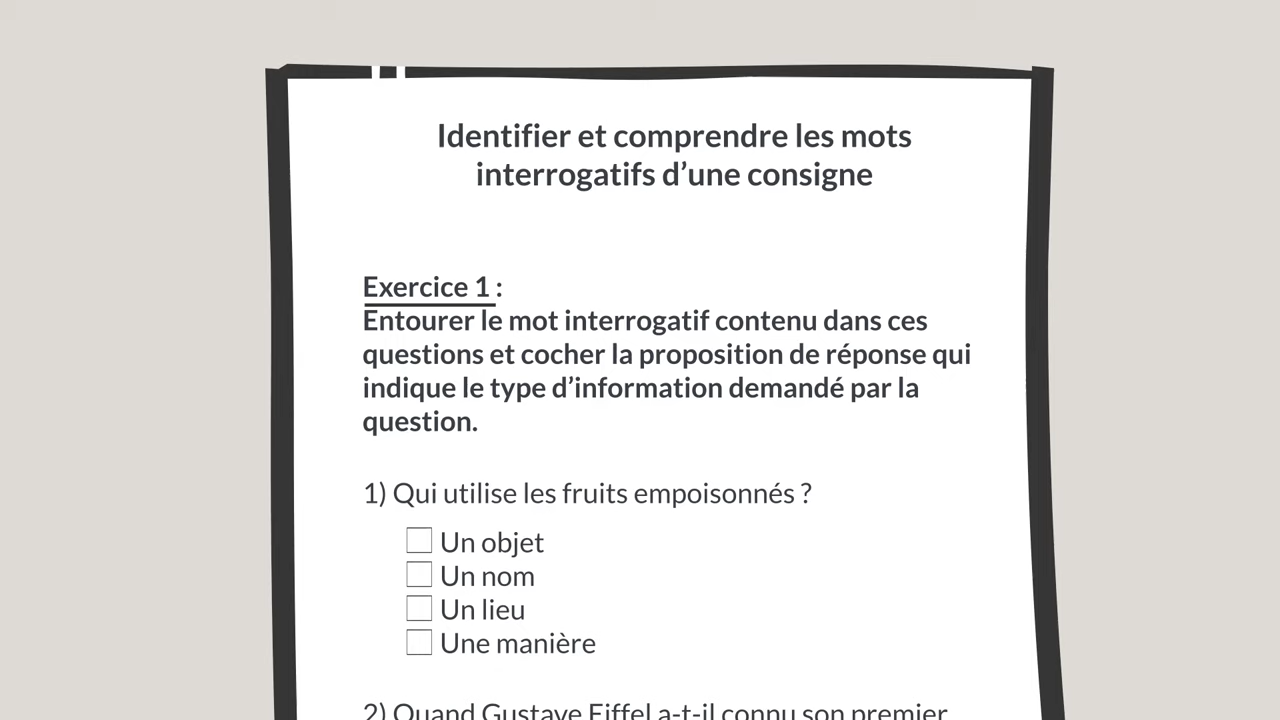 Identifier et comprendre les mots
interrogatifs d’une consigne
Exercice 1 :
Entourer le mot interrogatif contenu dans ces
questions et cocher la proposition de réponse qui
indique le type d’information demandé par la
question.
1) Qui utilise les fruits empoisonnés ?
Un objet
Un nom
Un lieu
Une manière
2) Quand Gustave Eiffel a-t-il connu son premier